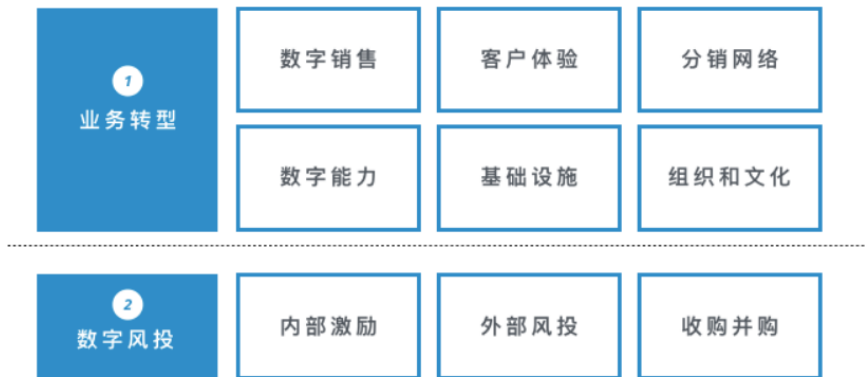 1
业务转型
数字销售
客户体验
分销网络
数字能力
基础设施
组织和文化
2
数字风投
内部激励
外部风投
收购并购